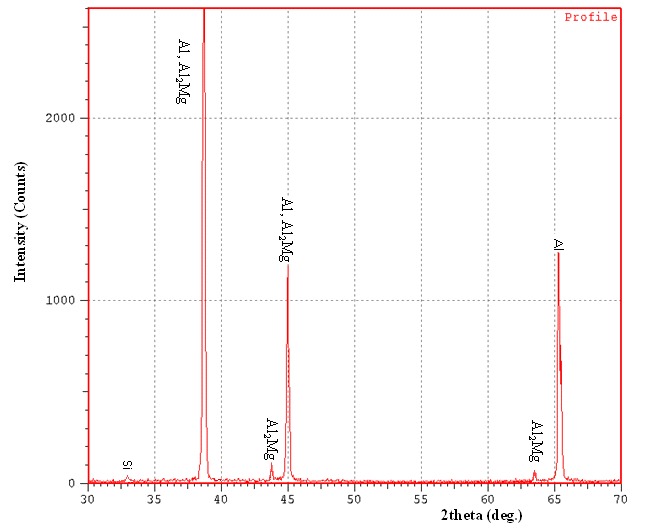 Profile
Al, Al₂Mg
2000
Al, Al₂Mg
Intensity (Counts)
Al
1000
Al₂Mg
Al₂Mg
Si
0
30 35 40 45 50 55 60 65 70
2theta (deg.)